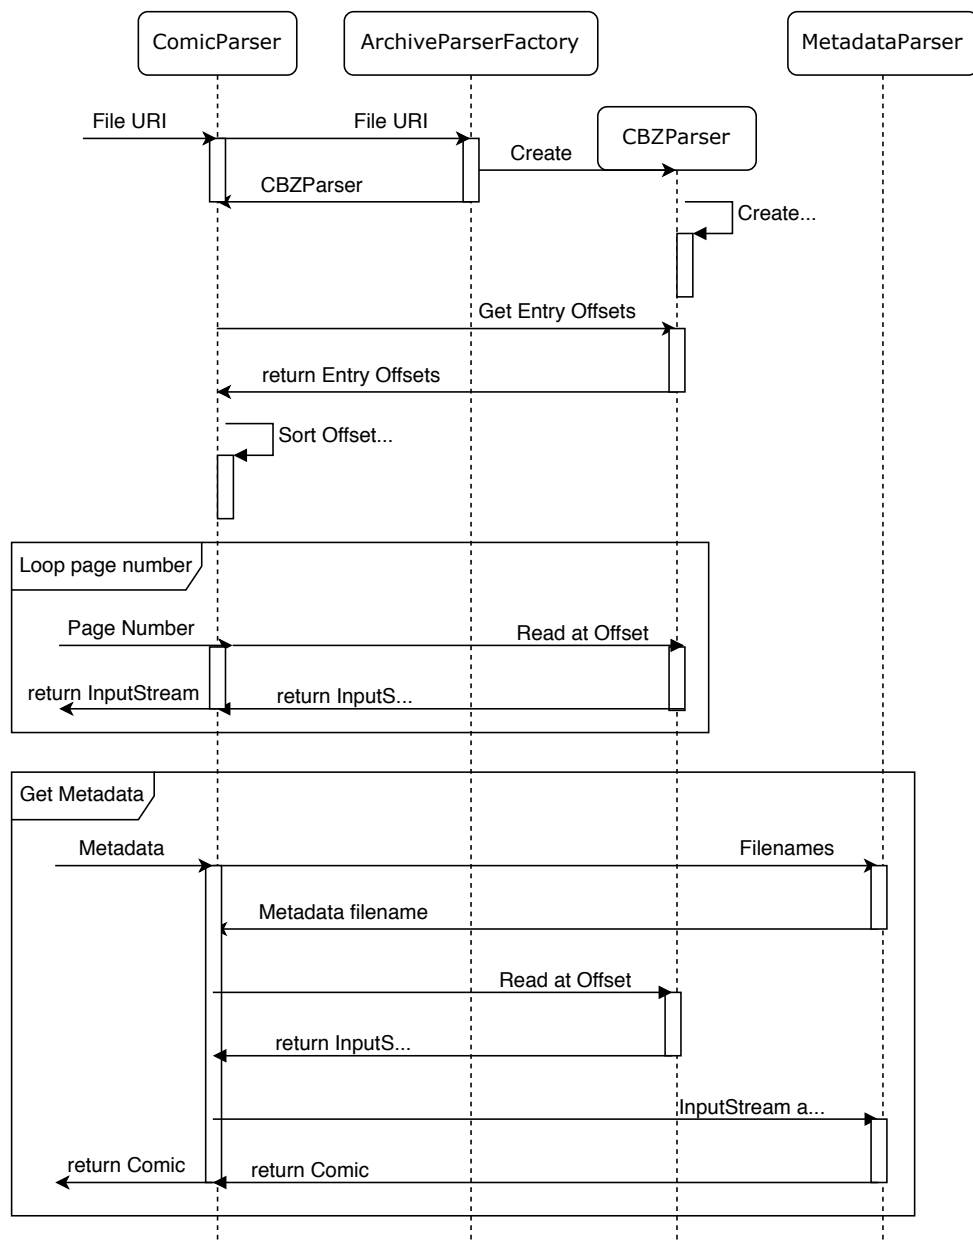 ComicParser
ArchiveParserFactory
MetadataParser
CBZParser
File URI
File URI
Create
CBZParser
Create...
Get Entry Offsets
return Entry Offsets
Sort Offset...
Loop page number
Page Number
Read at Offset
return InputStream
return InputS...
Get Metadata
Metadata
Filenames
Metadata filename
Read at Offset
return InputS...
InputStream a...
return Comic
return Comic